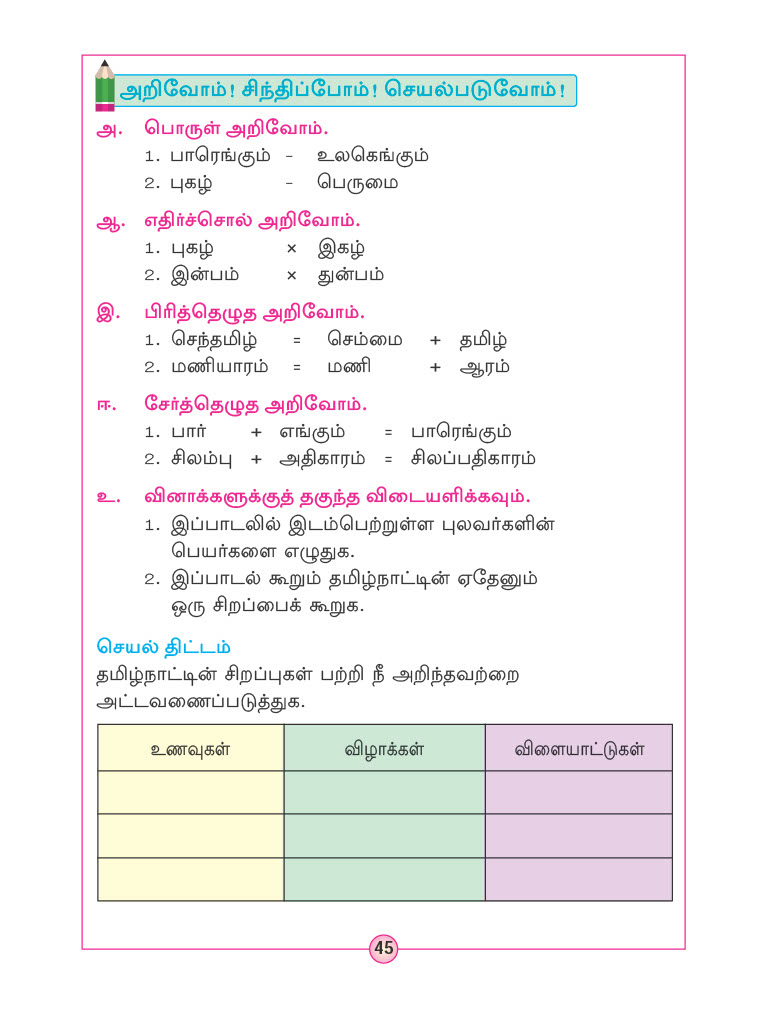 அறிவோம்! சிந்திப்போம்! செயல்படுவோம்!
அ. பொருள் அறிவோம்.
1. பாரெங்கும் - உலகெங்கும்
2. புகழ் - பெருமை
ஆ. எதிர்ச்சொல் அறிவோம்.
1. புகழ் × இகழ்
2. இன்பம் × துன்பம்
இ. பிரித்தெழுத அறிவோம்.
1. செந்தமிழ் = செம்மை + தமிழ்
2. மணியாரம் = மணி + ஆரம்
ஈ. சேர்த்தெழுத அறிவோம்.
1. பார் + எங்கும் = பாரெங்கும்
2. சிலம்பு + அதிகாரம் = சிலப்பதிகாரம்
உ. வினாக்களுக்குத் தகுந்த விடையளிக்கவும்.
1. இப்பாடலில் இடம்பெற்றுள்ள புலவர்களின்
பெயர்களை எழுதுக.
2. இப்பாடல் கூறும் தமிழ்நாட்டின் ஏதேனும்
ஒரு சிறப்பைக் கூறுக.
செயல் திட்டம்
தமிழ்நாட்டின் சிறப்புகள் பற்றி நீ அறிந்தவற்றை
அட்டவணைப்படுத்துக.
உணவுகள் விழாக்கள் விளையாட்டுகள்
45